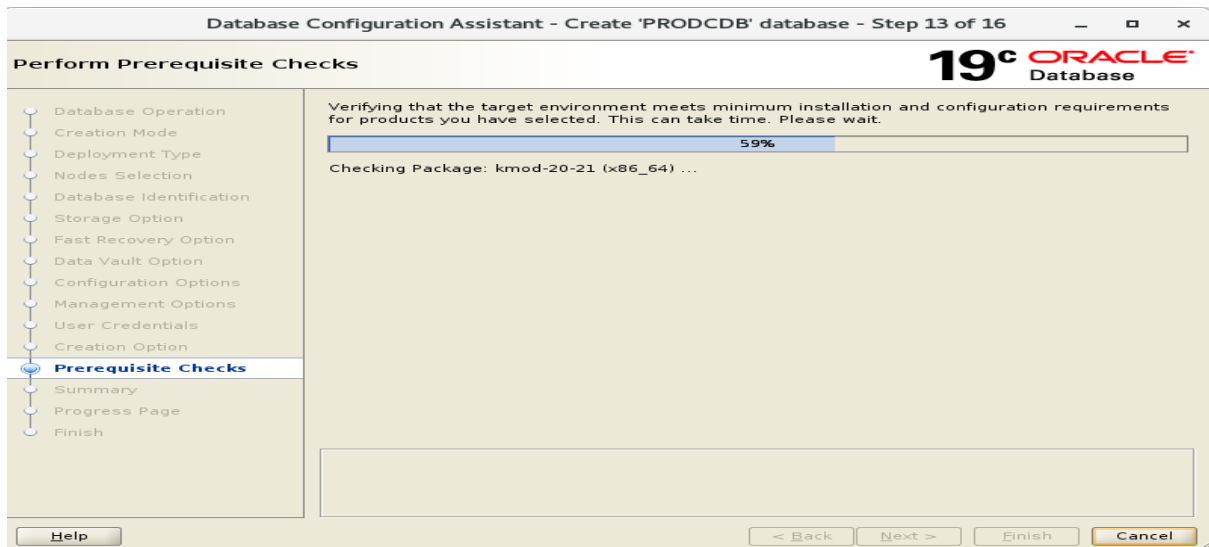 Database Configuration Assistant - Create 'PRODCDB' database - Step 13 of 16
Perform Prerequisite Checks
19c ORACLE
Database
Database Operation
Creation Mode
Deployment Type
Nodes Selection
Database Identification
Storage Option
Fast Recovery Option
Data Vault Option
Configuration Options
Management Options
User Credentials
Creation Option
Prerequisite Checks
Summary
Progress Page
Finish
Verifying that the target environment meets minimum installation and configuration requirements
for products you have selected. This can take time. Please wait.
59%
Checking Package: kmod-20-21 (x86_64) ...
Help
< Back
Next >
Finish
Cancel